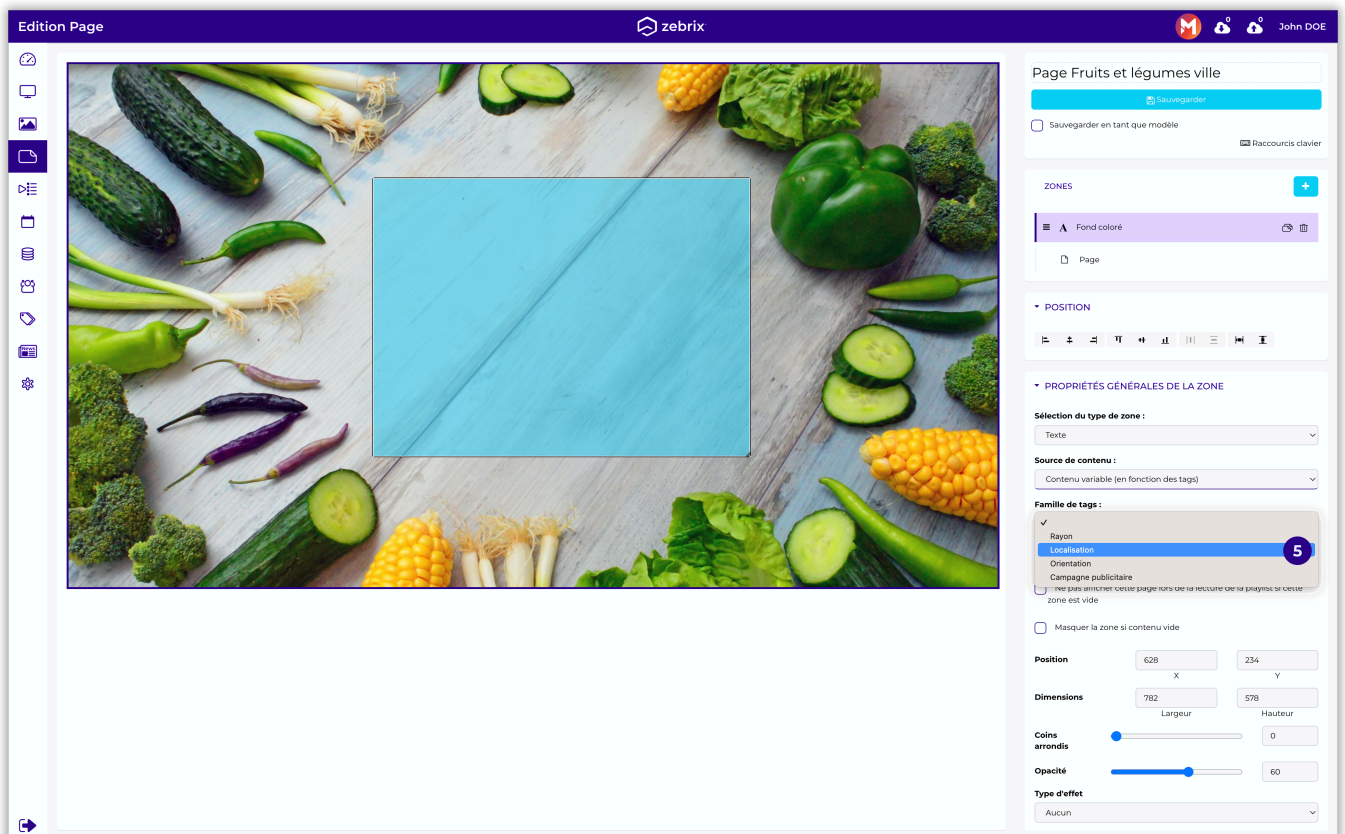 Edition Page
zebrix
0
0
John DOE
Page Fruits et légumes ville
Sauvegarder
Sauvegarder en tant que modèle
Raccourcis clavier
ZONES
+
A Fond coloré
Page
POSITION
PROPRIÉTÉS GÉNÉRALES DE LA ZONE
Sélection du type de zone :
Texte
Source de contenu :
Contenu variable (en fonction des tags)
Famille de tags :
Rayon
Localisation
5
Orientation
Campagne publicitaire
Ne pas afficher cette page lors de la lecture de la playlist si cette
zone est vide
Masquer la zone si contenu vide
Position
628
234
X
Y
Dimensions
782
578
Largeur
Hauteur
Coins
arrondis
0
Opacité
60
Type d'effet
Aucun
News